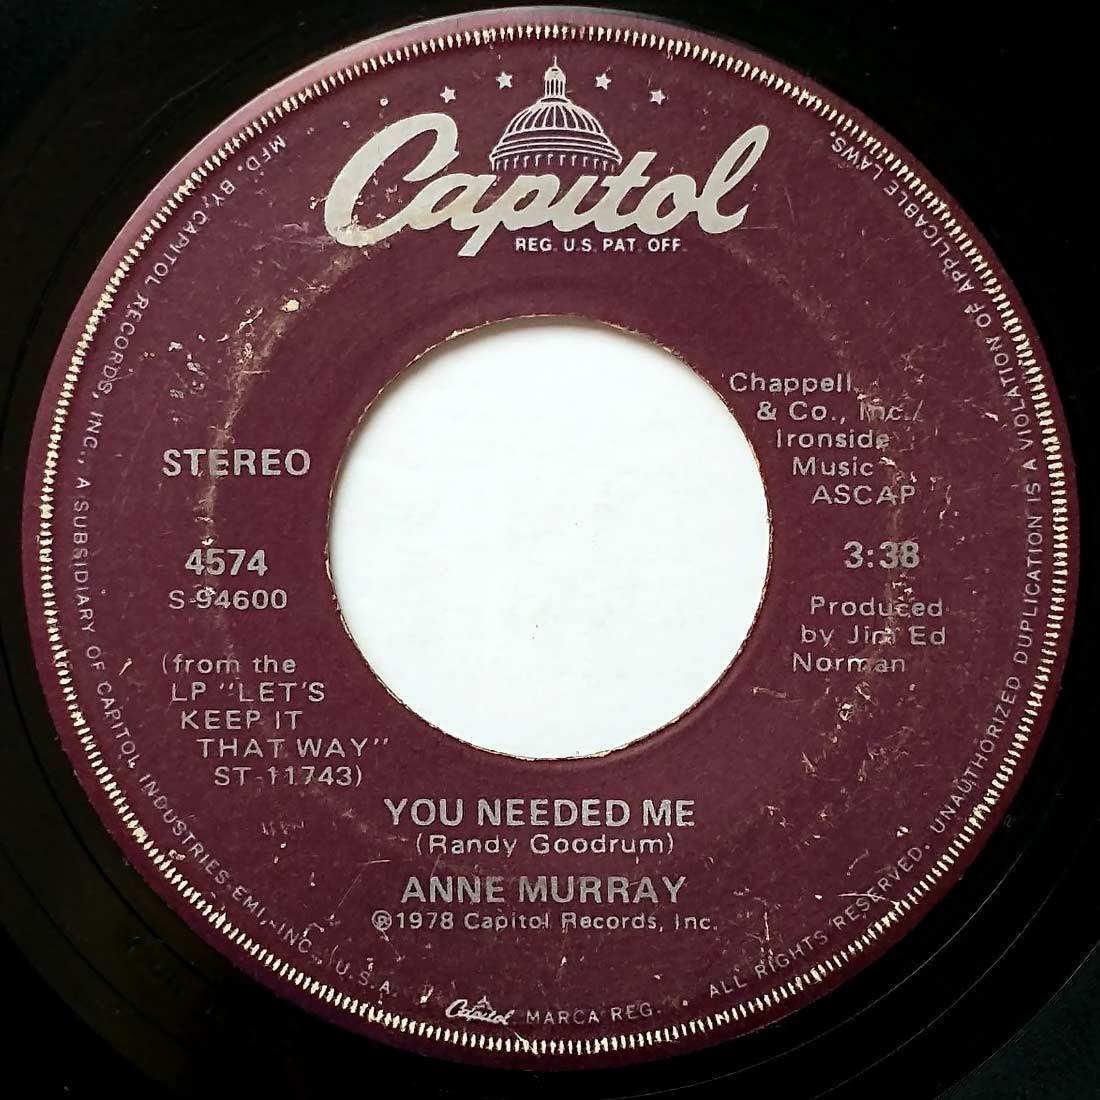 Capitol
REG. U.S. PAT. OFF.
STEREO
4574
S-94600
(from the
LP "LET'S
KEEP IT
THAT WAY"
ST-11743)
Chappell
& Co., Inc./
Ironside
Music
ASCAP
3:38
Produced
by Jim Ed
Norman
YOU NEEDED ME
(Randy Goodrum)
ANNE MURRAY
℗1978 Capitol Records, Inc.
MFD. BY CAPITOL RECORDS, INC., A SUBSIDIARY OF CAPITOL INDUSTRIES-EMI, INC., U.S.A.
Capitol MARCA REG. • ALL RIGHTS RESERVED. UNAUTHORIZED DUPLICATION IS A VIOLATION OF APPLICABLE LAWS.